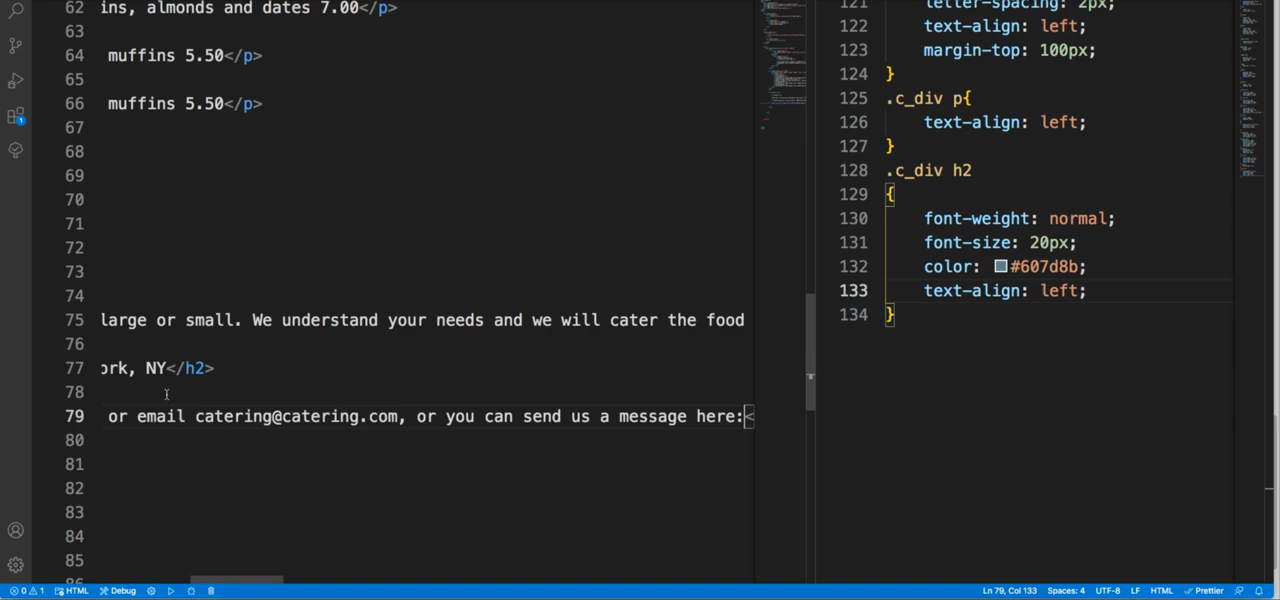 62 ins, almonds and dates 7.00</p>
63
64 muffins 5.50</p>
65
66 muffins 5.50</p>
67
68
69
70
71
72
73
74
75 large or small. We understand your needs and we will cater the food
76
77 ork, NY</h2>
78
79 or email catering@catering.com, or you can send us a message here:<
80
81
82
83
84
85
86
121 letter-spacing: 2px;
122 text-align: left;
123 margin-top: 100px;
124 }
125 .c_div p{
126 text-align: left;
127 }
128 .c_div h2
129 {
130 font-weight: normal;
131 font-size: 20px;
132 color: #607d8b;
133 text-align: left;
134 }
1
0 1 HTML Debug Ln 79, Col 133 Spaces: 4 UTF-8 LF HTML Prettier